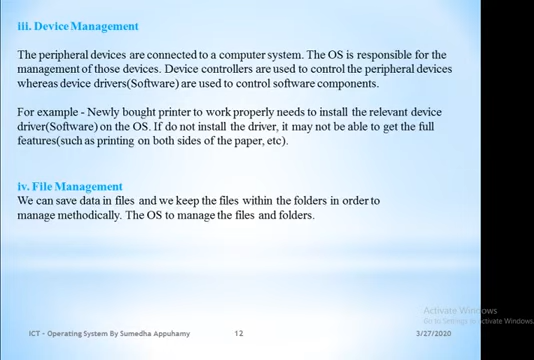 iii. Device Management
The peripheral devices are connected to a computer system. The OS is responsible for the
management of those devices. Device controllers are used to control the peripheral devices
whereas device drivers(Software) are used to control software components.
For example - Newly bought printer to work properly needs to install the relevant device
driver(Software) on the OS. If do not install the driver, it may not be able to get the full
features(such as printing on both sides of the paper, etc).
iv. File Management
We can save data in files and we keep the files within the folders in order to
manage methodically. The OS to manage the files and folders.
Activate Windows
Go to Settings to activate Windows.
ICT - Operating System By Sumedha Appuhamy 12 3/27/2020